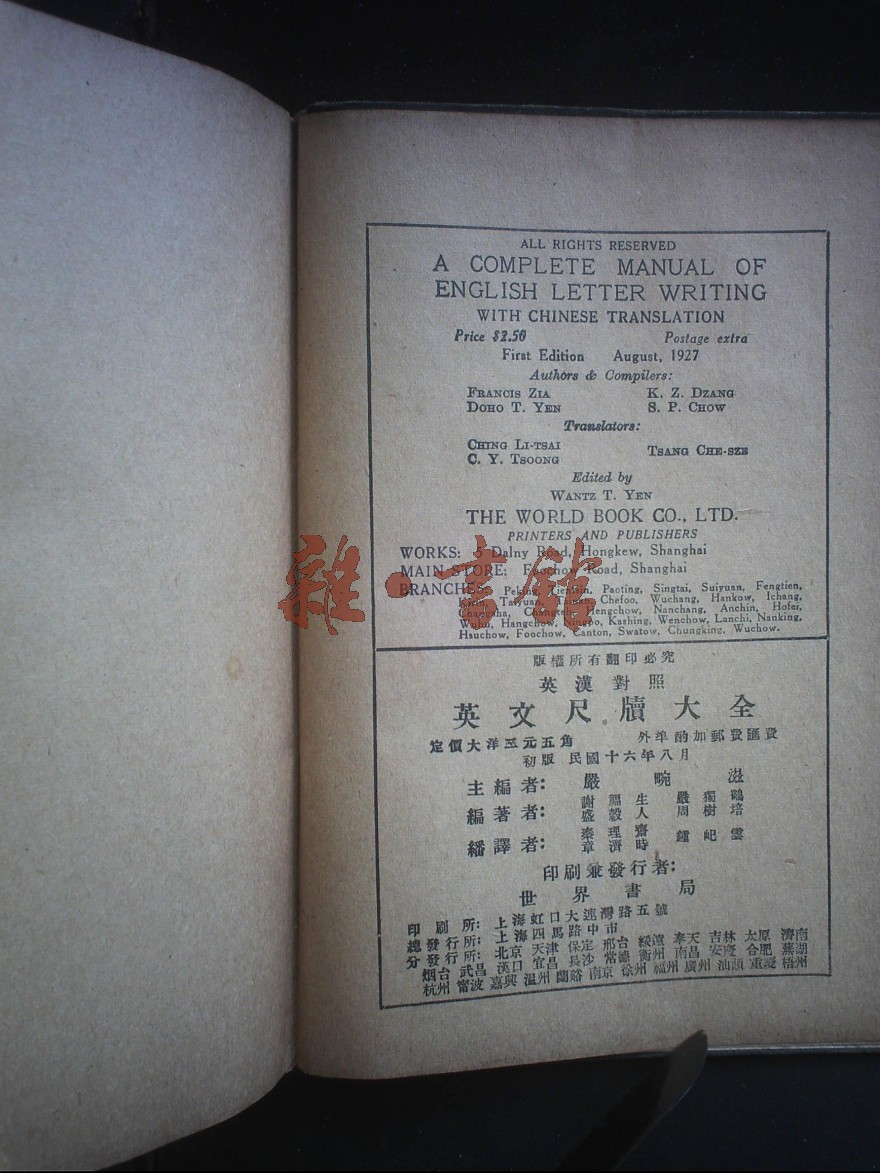 ALL RIGHTS RESERVED
A COMPLETE MANUAL OF
ENGLISH LETTER WRITING
WITH CHINESE TRANSLATION
Price $2.50 Postage extra
First Edition August, 1927
Authors & Compilers:
FRANCIS ZIA K. Z. DZANG
DOHO T. YEN S. P. CHOW
Translators:
CHING LI-TSAI
TSANG CHE-SZE
C. Y. TSOONG
Edited by
WANTZ T. YEN
THE WORLD BOOK CO., LTD.
PRINTERS AND PUBLISHERS
WORKS: 5 Dalny Road, Hongkew, Shanghai
MAIN STORE: Foochow Road, Shanghai
BRANCHES: Peking, Tientsin, Paoting, Singtai, Suiyuan, Fengtien,
Kirin, Taiyuan, Tsinan, Chefoo, Wuchang, Hankow, Ichang,
Changsha, Changteh, Hengchow, Nanchang, Anchin, Hofei,
Wuhu, Hangchow, Ningpo, Kashing, Wenchow, Lanchi, Nanking,
Hsuchow, Foochow, Canton, Swatow, Chungking, Wuchow.
雜·書館
版權所有翻印必究
英漢對照
英文尺牘大全
定價大洋二元五角 外埠酌加郵費匯費
初版 民國十六年八月
主編者: 嚴畹滋
編著者: 謝福生 嚴獨鶴
盛穀人 周樹培
繙譯者: 秦理齋 鍾屺雲
章濟時
印刷兼發行者:
世界書局
印刷所: 上海虹口大連灣路五號
總發行所: 上海四馬路中市
分發行所: 北京 天津 保定 邢台 綏遠 奉天 吉林 太原 濟南
烟台 武昌 漢口 宜昌 長沙 常德 衡州 南昌 安慶 合肥 蕪湖
杭州 甯波 嘉興 溫州 蘭谿 南京 徐州 福州 廣州 汕頭 重慶 梧州